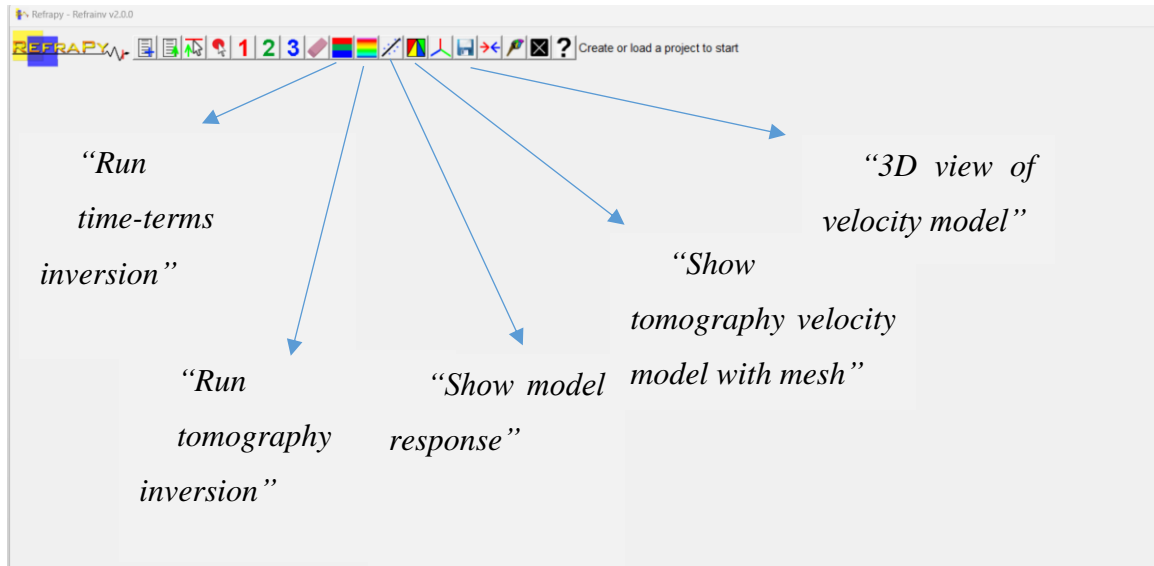 Refrapy - Refrainv v2.0.0
REFRAPY 1 2 3 ? Create or load a project to start
“Run
time-terms
inversion”
“Run
tomography
inversion”
“Show model
response”
“Show
tomography velocity
model with mesh”
“3D view of
velocity model”